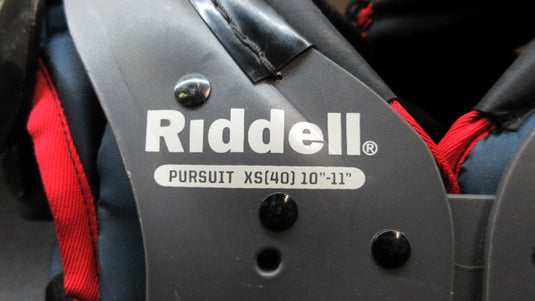 Riddell®
PURSUIT XS(40) 10"-11"